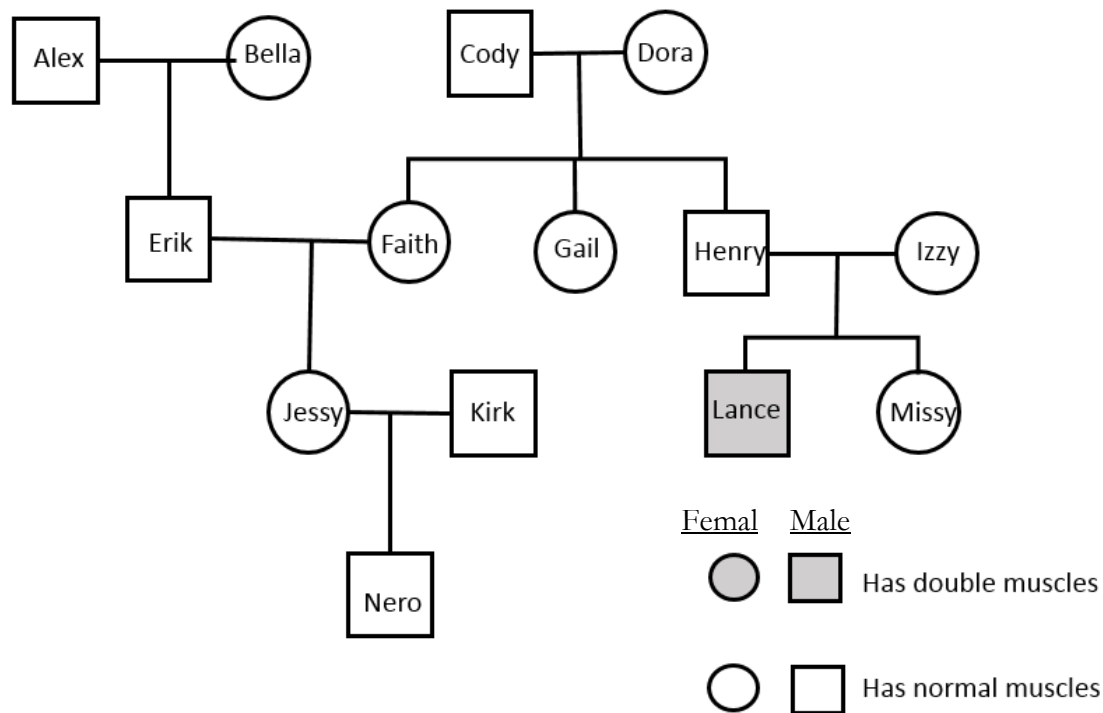 Alex
Bella
Cody
Dora
Erik
Faith
Gail
Henry
Izzy
Jessy
Kirk
Lance
Missy
Nero
Femal Male
Has double muscles
Has normal muscles